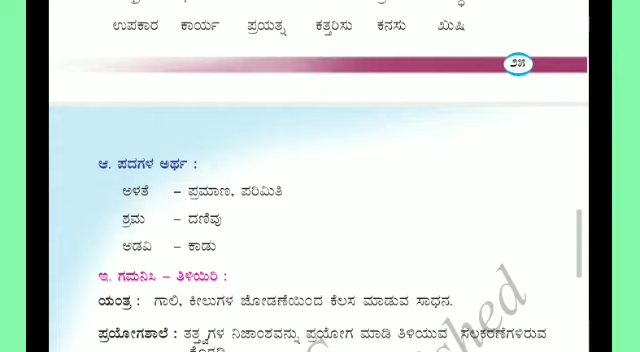 ಉಪಕಾರ ಕಾರ್ಯ ಪ್ರಯತ್ನ ಕತ್ತರಿಸು ಕನಸು ಖುಷಿ
೨೫
ಆ. ಪದಗಳ ಅರ್ಥ :
ಅಳತೆ – ಪ್ರಮಾಣ, ಪರಿಮಿತಿ
ಶ್ರಮ – ದಣಿವು
ಅಡವಿ – ಕಾಡು
ಇ. ಗಮನಿಸಿ – ತಿಳಿಯಿರಿ :
ಯಂತ್ರ : ಗಾಲಿ, ಕೀಲುಗಳ ಜೋಡಣೆಯಿಂದ ಕೆಲಸ ಮಾಡುವ ಸಾಧನ.
ಪ್ರಯೋಗಶಾಲೆ : ತತ್ತ್ವಗಳ ನಿಜಾಂಶವನ್ನು ಪ್ರಯೋಗ ಮಾಡಿ ತಿಳಿಯುವ ಸಲಕರಣೆಗಳಿರುವ